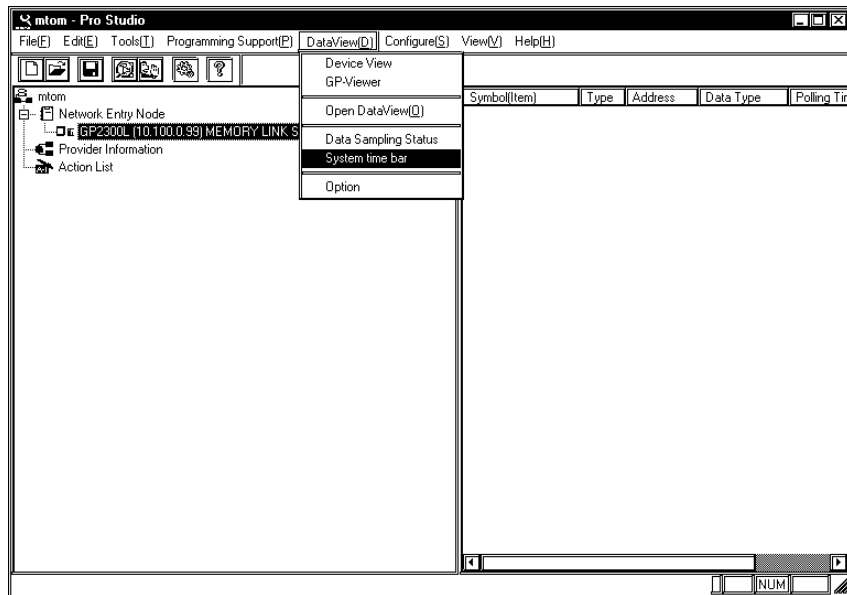 mtom - Pro Studio
File(F) Edit(E) Tools(T) Programming Support(P) DataView(D) Configure(S) View(V) Help(H)
Device View
GP-Viewer
Open DataView(O)
Data Sampling Status
System time bar
Option
mtom
Network Entry Node
GP2300L (10.100.0.99) MEMORY LINK S
Provider Information
Action List
Symbol(Item) Type Address Data Type Polling Tir
NUM